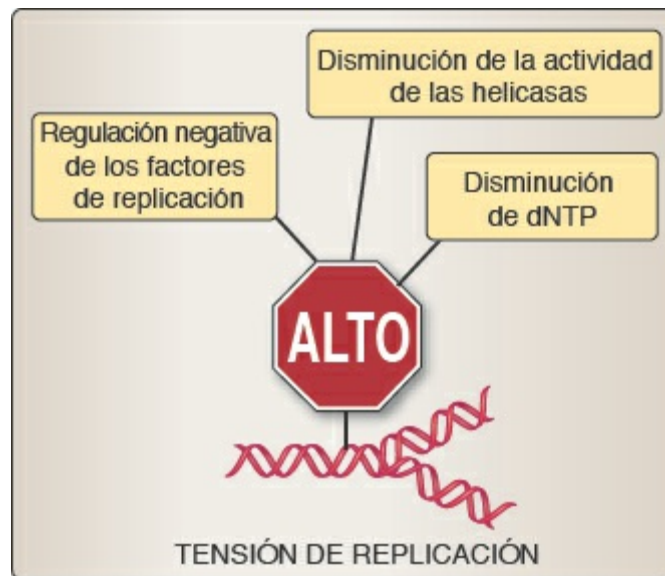 Disminución de la actividad
de las helicasas
Regulación negativa
de los factores
de replicación
Disminución
de dNTP
ALTO
TENSIÓN DE REPLICACIÓN